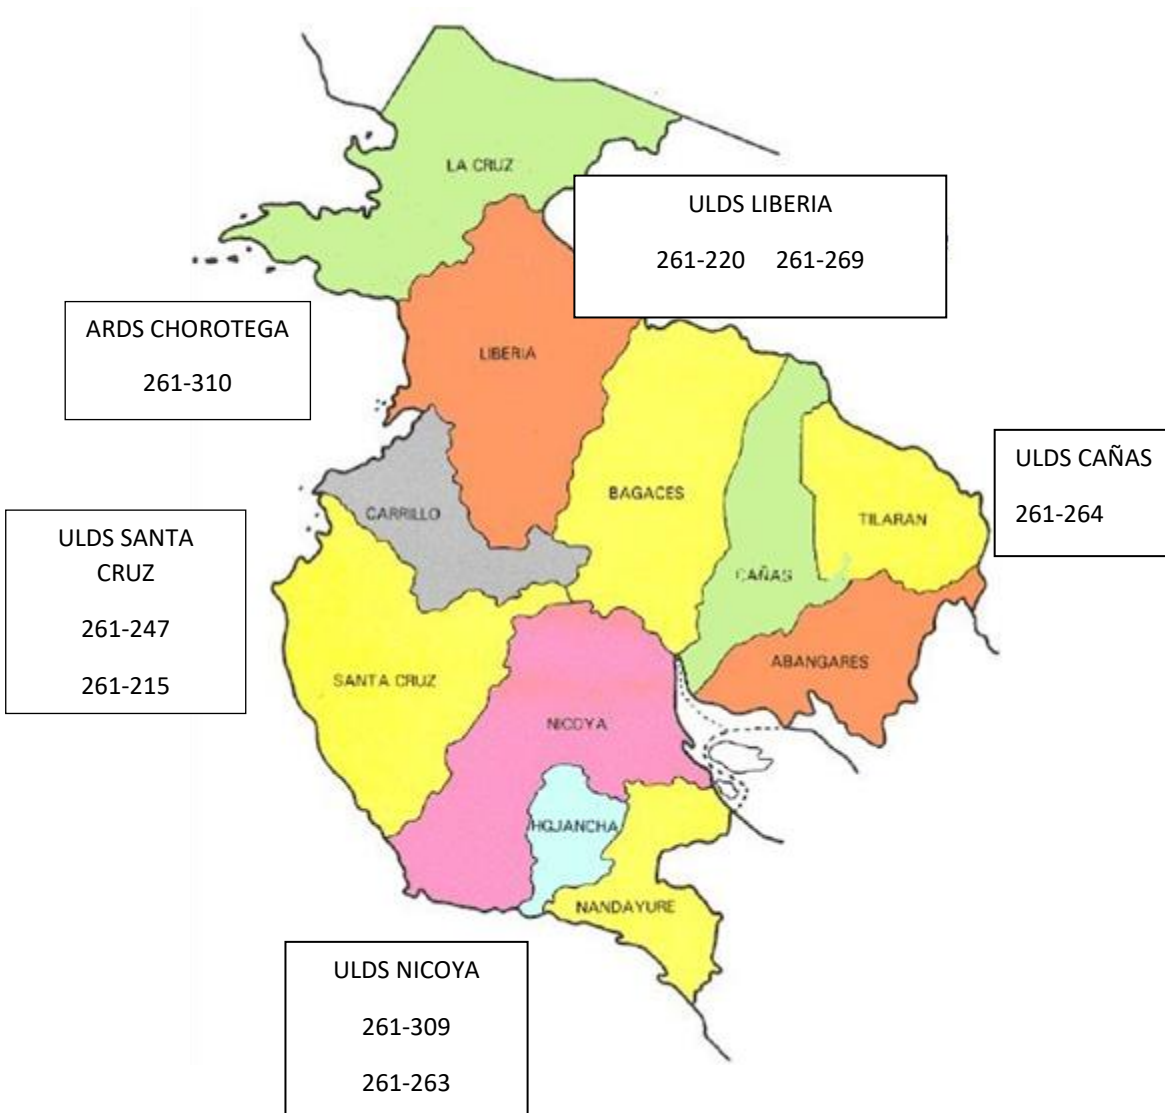 LA CRUZ
ULDS LIBERIA
261-220 261-269
ARDS CHOROTEGA
261-310
LIBERIA
BAGACES
CARRILLO
TILARAN
CAÑAS
ULDS CAÑAS
261-264
ULDS SANTA
CRUZ
261-247
261-215
SANTA CRUZ
ABANGARES
NICOYA
HOJANCHA
NANDAYURE
ULDS NICOYA
261-309
261-263